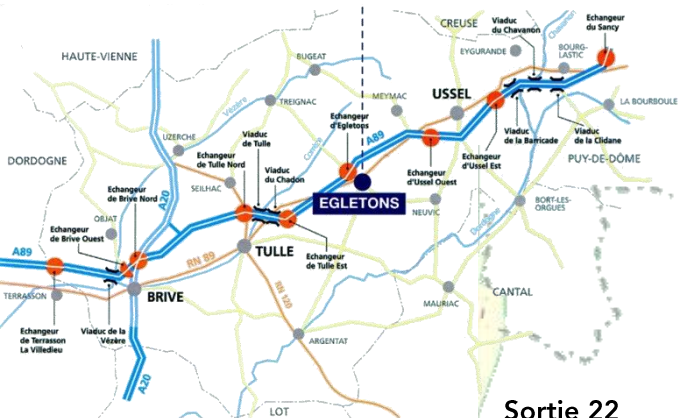 CREUSE
Viaduc
du Chavanon
Chavanon
Echangeur
du Sancy
HAUTE-VIENNE
BUGEAT
EYGURANDE
BOURG-
LASTIC
MEYMAC
USSEL
Vézère
TREIGNAC
LA BOURBOULE
Echangeur
d'Egletons
A89
UZERCHE
Viaduc
de Tulle
Corrèze
Viaduc
de la Barricade
Viaduc
de la Clidane
DORDOGNE
Echangeur
de Tulle Nord
Viaduc
du Chadon
Echangeur
d'Ussel Est
PUY-DE-DÔME
Echangeur
d'Ussel Ouest
Echangeur
de Brive Nord
SEILHAC
A20
EGLETONS
NEUVIC
BORT-LES-
ORGUES
OBJAT
Dordogne
Echangeur
de Brive Ouest
A89
TULLE
RN 89
Echangeur
de Tulle Est
TERRASSON
BRIVE
RN 120
MAURIAC
CANTAL
Echangeur
de Terrasson
La Villedieu
Viaduc de la
Vézère
ARGENTAT
A20
LOT
Sortie 22